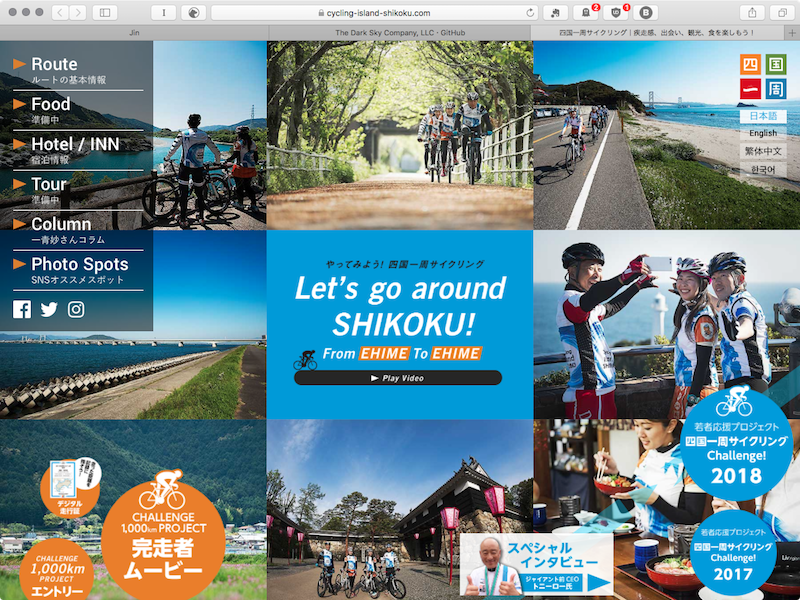 cycling-island-shikoku.com
2
1
Jin
The Dark Sky Company, LLC · GitHub
四国一周サイクリング｜疾走感、出会い、観光、食を楽しもう！
Route
ルートの基本情報
Food
準備中
Hotel / INN
宿泊情報
Tour
準備中
Column
一青妙さんコラム
Photo Spots
SNSオススメスポット
四国
一周
日本語
English
繁体中文
한국어
やってみよう! 四国一周サイクリング
Let's go around
SHIKOKU!
From EHIME To EHIME
Play Video
デジタル
走行証
CHALLENGE
1,000km PROJECT
完走者
ムービー
CHALLENGE
1,000km
PROJECT
エントリー
スペシャル
インタビュー
ジャイアント前CEO
トニーロー氏
若者応援プロジェクト
四国一周サイクリング
Challenge!
2018
若者応援プロジェクト
四国一周サイクリング
Challenge!
2017